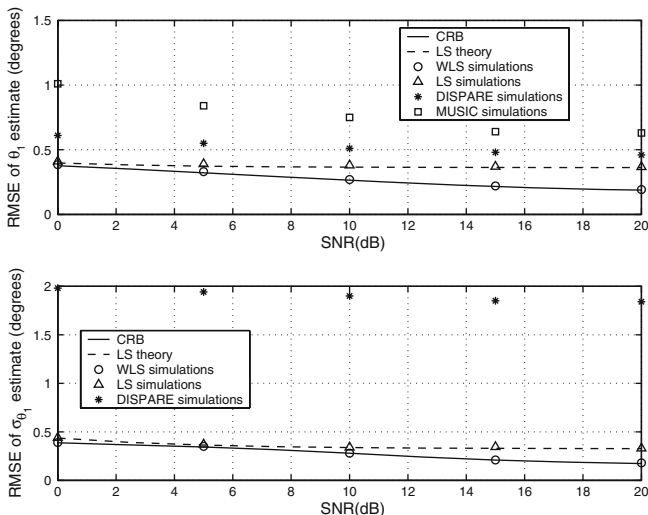 1.5
1
0.5
0
RMSE of θ1 estimate (degrees)
CRB
LS theory
WLS simulations
LS simulations
DISPARE simulations
MUSIC simulations
0 2 4 6 8 10 12 14 16 18 20
SNR(dB)
2
1.5
1
0.5
0
RMSE of σθ1 estimate (degrees)
CRB
LS theory
WLS simulations
LS simulations
DISPARE simulations
0 2 4 6 8 10 12 14 16 18 20
SNR(dB)